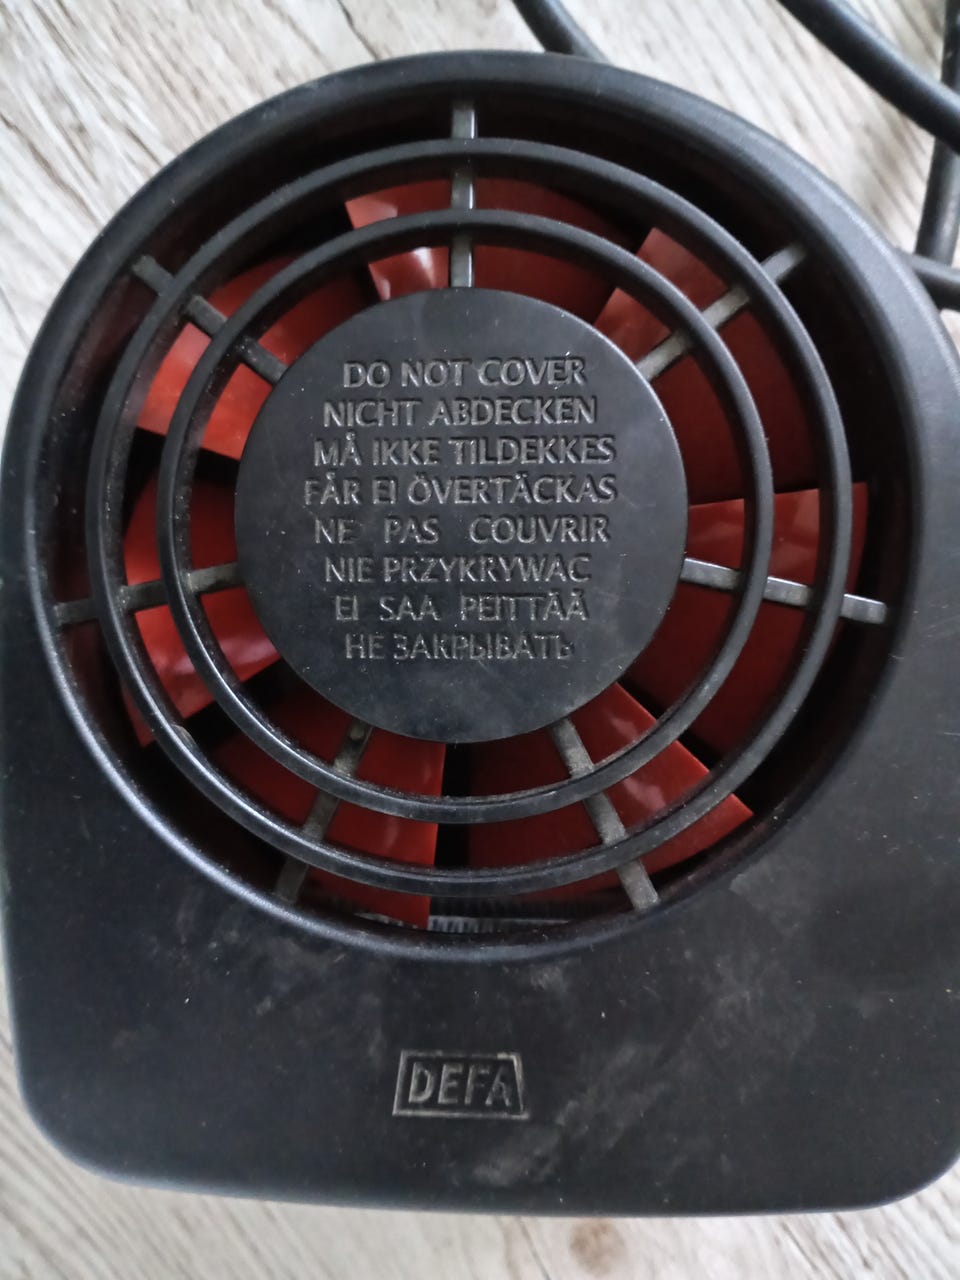 DO NOT COVER
NICHT ABDECKEN
MÅ IKKE TILDEKKES
FÅR EI ÖVERTÄCKAS
NE PAS COUVRIR
NIE PRZYKRYWAC
EI SAA PEITTÄÄ
НЕ ЗАКРЫВАТЬ
DEFA